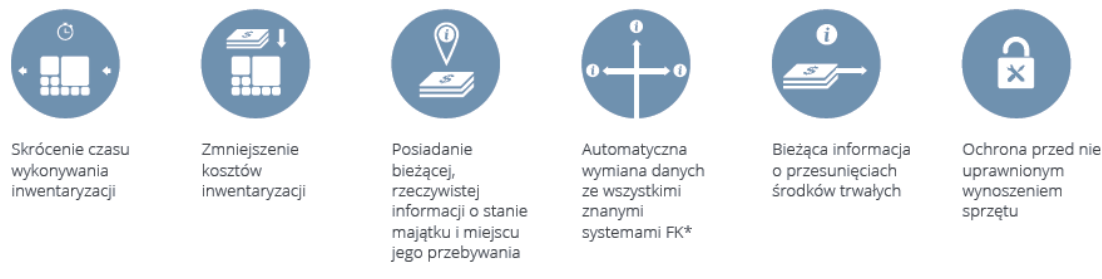 Skrócenie czasu
wykonywania
inwentaryzacji
Zmniejszenie
kosztów
inwentaryzacji
Posiadanie
bieżącej,
rzeczywistej
informacji o stanie
majątku i miejscu
jego przebywania
Automatyczna
wymiana danych
ze wszystkimi
znanymi
systemami FK*
Bieżąca informacja
o przesunięciach
środków trwałych
Ochrona przed nie
uprawnionym
wynoszeniem
sprzętu